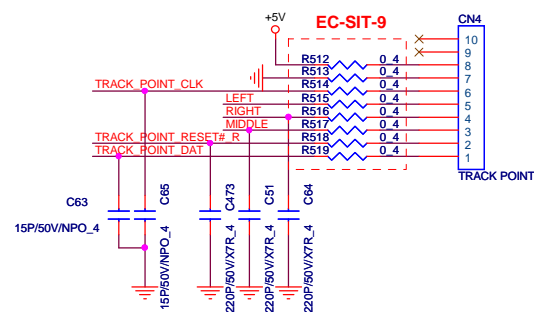 +5V
EC-SIT-9
CN4
10
9
R512 0_4 8
R513 0_4 7
TRACK_POINT_CLK R514 0_4 6
LEFT R515 0_4 5
RIGHT R516 0_4 4
MIDDLE R517 0_4 3
TRACK_POINT_RESET#_R R518 0_4 2
TRACK_POINT_DAT R519 0_4 1
TRACK POINT
C63
15P/50V/NPO_4
C65
15P/50V/NPO_4
C473
220P/50V/X7R_4
C51
220P/50V/X7R_4
C64
220P/50V/X7R_4